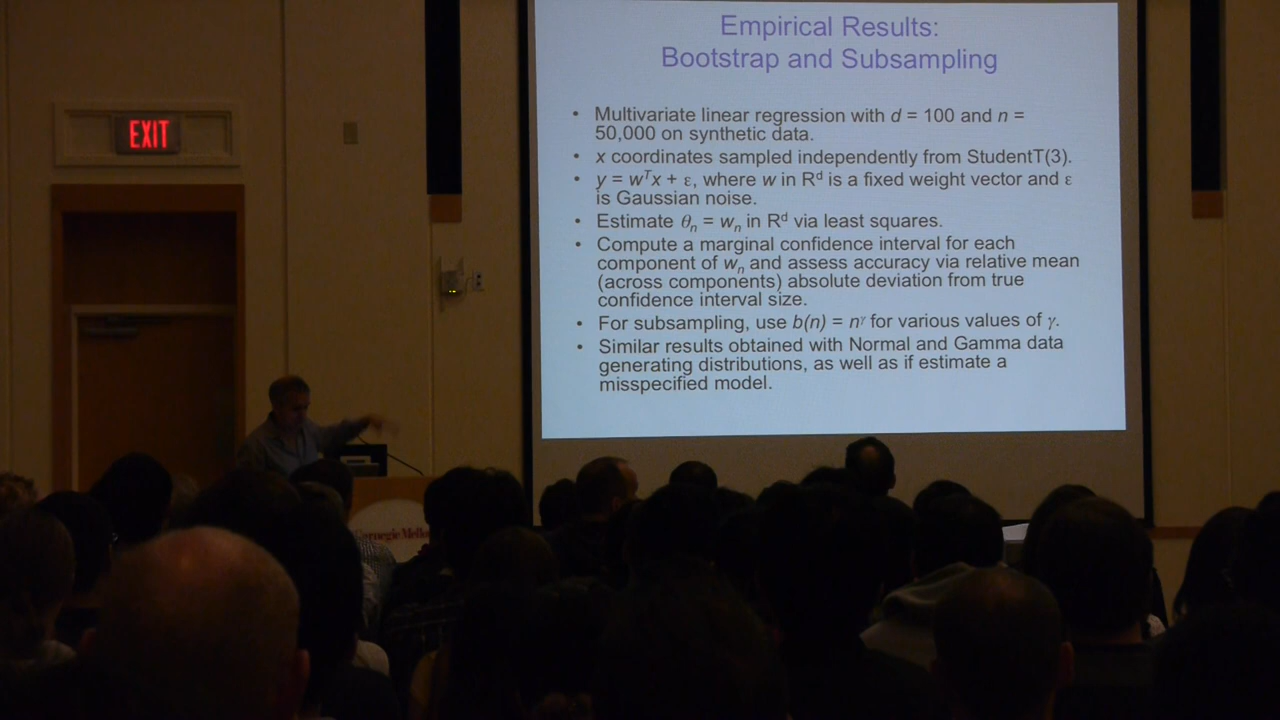 Empirical Results:
Bootstrap and Subsampling
• Multivariate linear regression with d = 100 and n =
50,000 on synthetic data.
• x coordinates sampled independently from StudentT(3).
• y = wᵀx + ε, where w in Rᵈ is a fixed weight vector and ε
is Gaussian noise.
• Estimate θₙ = wₙ in Rᵈ via least squares.
• Compute a marginal confidence interval for each
component of wₙ and assess accuracy via relative mean
(across components) absolute deviation from true
confidence interval size.
• For subsampling, use b(n) = nᵞ for various values of γ.
• Similar results obtained with Normal and Gamma data
generating distributions, as well as if estimate a
misspecified model.
EXIT
Carnegie Mello